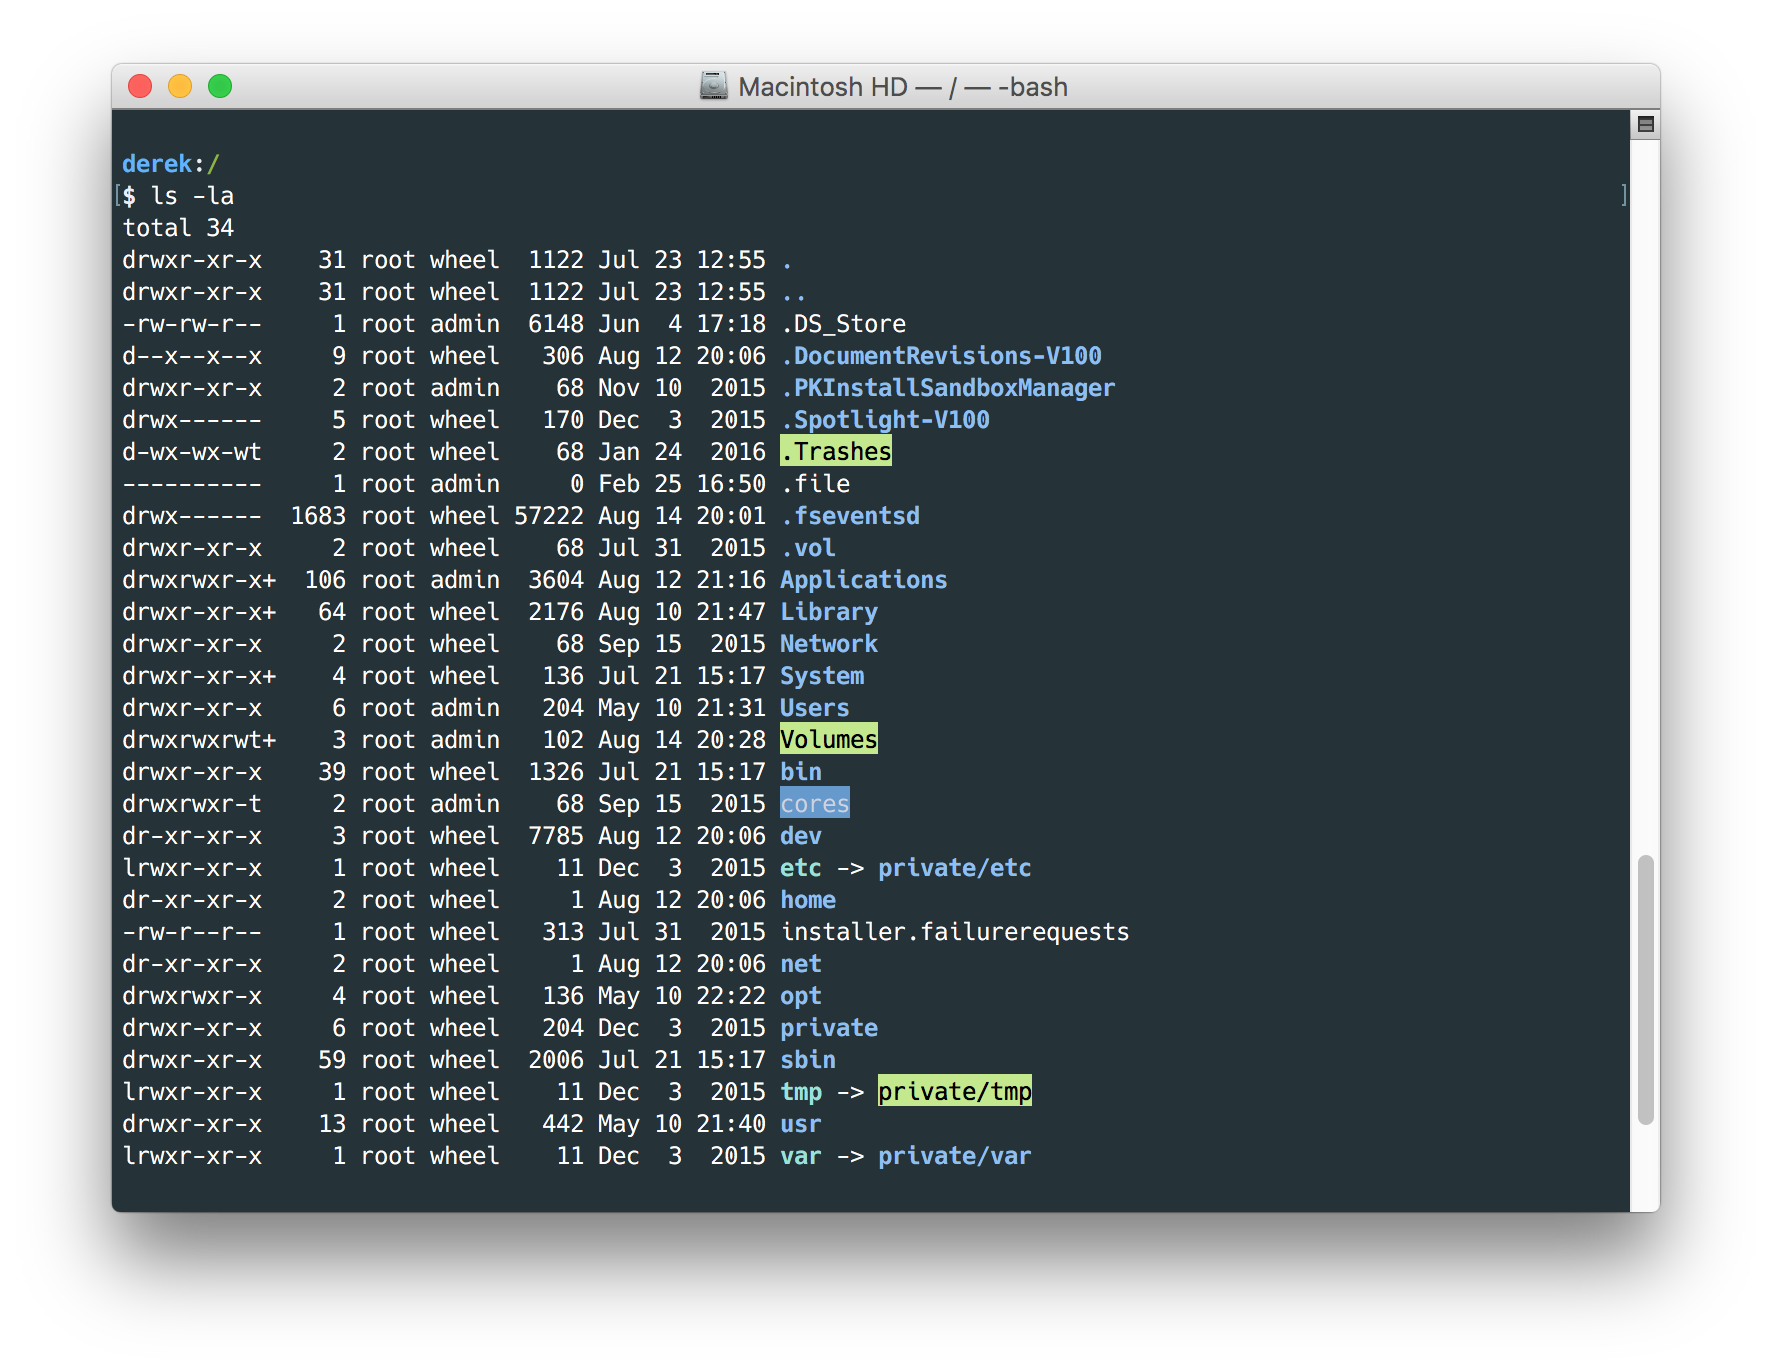 Macintosh HD — / — -bash
derek:/
$ ls -la
total 34
drwxr-xr-x    31 root wheel  1122 Jul 23 12:55 .
drwxr-xr-x    31 root wheel  1122 Jul 23 12:55 ..
-rw-rw-r--     1 root admin  6148 Jun  4 17:18 .DS_Store
d--x--x--x     9 root wheel   306 Aug 12 20:06 .DocumentRevisions-V100
drwxr-xr-x     2 root admin    68 Nov 10  2015 .PKInstallSandboxManager
drwx------     5 root wheel   170 Dec  3  2015 .Spotlight-V100
d-wx-wx-wt     2 root wheel    68 Jan 24  2016 .Trashes
----------     1 root admin     0 Feb 25 16:50 .file
drwx------  1683 root wheel 57222 Aug 14 20:01 .fseventsd
drwxr-xr-x     2 root wheel    68 Jul 31  2015 .vol
drwxrwxr-x+  106 root admin  3604 Aug 12 21:16 Applications
drwxr-xr-x+   64 root wheel  2176 Aug 10 21:47 Library
drwxr-xr-x     2 root wheel    68 Sep 15  2015 Network
drwxr-xr-x+    4 root wheel   136 Jul 21 15:17 System
drwxr-xr-x     6 root admin   204 May 10 21:31 Users
drwxrwxrwt+    3 root admin   102 Aug 14 20:28 Volumes
drwxr-xr-x    39 root wheel  1326 Jul 21 15:17 bin
drwxrwxr-t     2 root admin    68 Sep 15  2015 cores
dr-xr-xr-x     3 root wheel  7785 Aug 12 20:06 dev
lrwxr-xr-x     1 root wheel    11 Dec  3  2015 etc -> private/etc
dr-xr-xr-x     2 root wheel     1 Aug 12 20:06 home
-rw-r--r--     1 root wheel   313 Jul 31  2015 installer.failurerequests
dr-xr-xr-x     2 root wheel     1 Aug 12 20:06 net
drwxrwxr-x     4 root wheel   136 May 10 22:22 opt
drwxr-xr-x     6 root wheel   204 Dec  3  2015 private
drwxr-xr-x    59 root wheel  2006 Jul 21 15:17 sbin
lrwxr-xr-x     1 root wheel    11 Dec  3  2015 tmp -> private/tmp
drwxr-xr-x    13 root wheel   442 May 10 21:40 usr
lrwxr-xr-x     1 root wheel    11 Dec  3  2015 var -> private/var